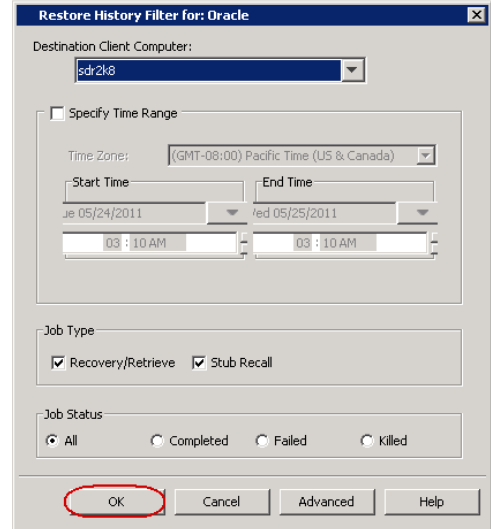 Restore History Filter for: Oracle
Destination Client Computer:
sdr2k8
Specify Time Range
Time Zone: (GMT-08:00) Pacific Time (US & Canada)
Start Time End Time
ue 05/24/2011 ed 05/25/2011
03 : 10 AM 03 : 10 AM
Job Type
Recovery/Retrieve Stub Recall
Job Status
All Completed Failed Killed
OK Cancel Advanced Help